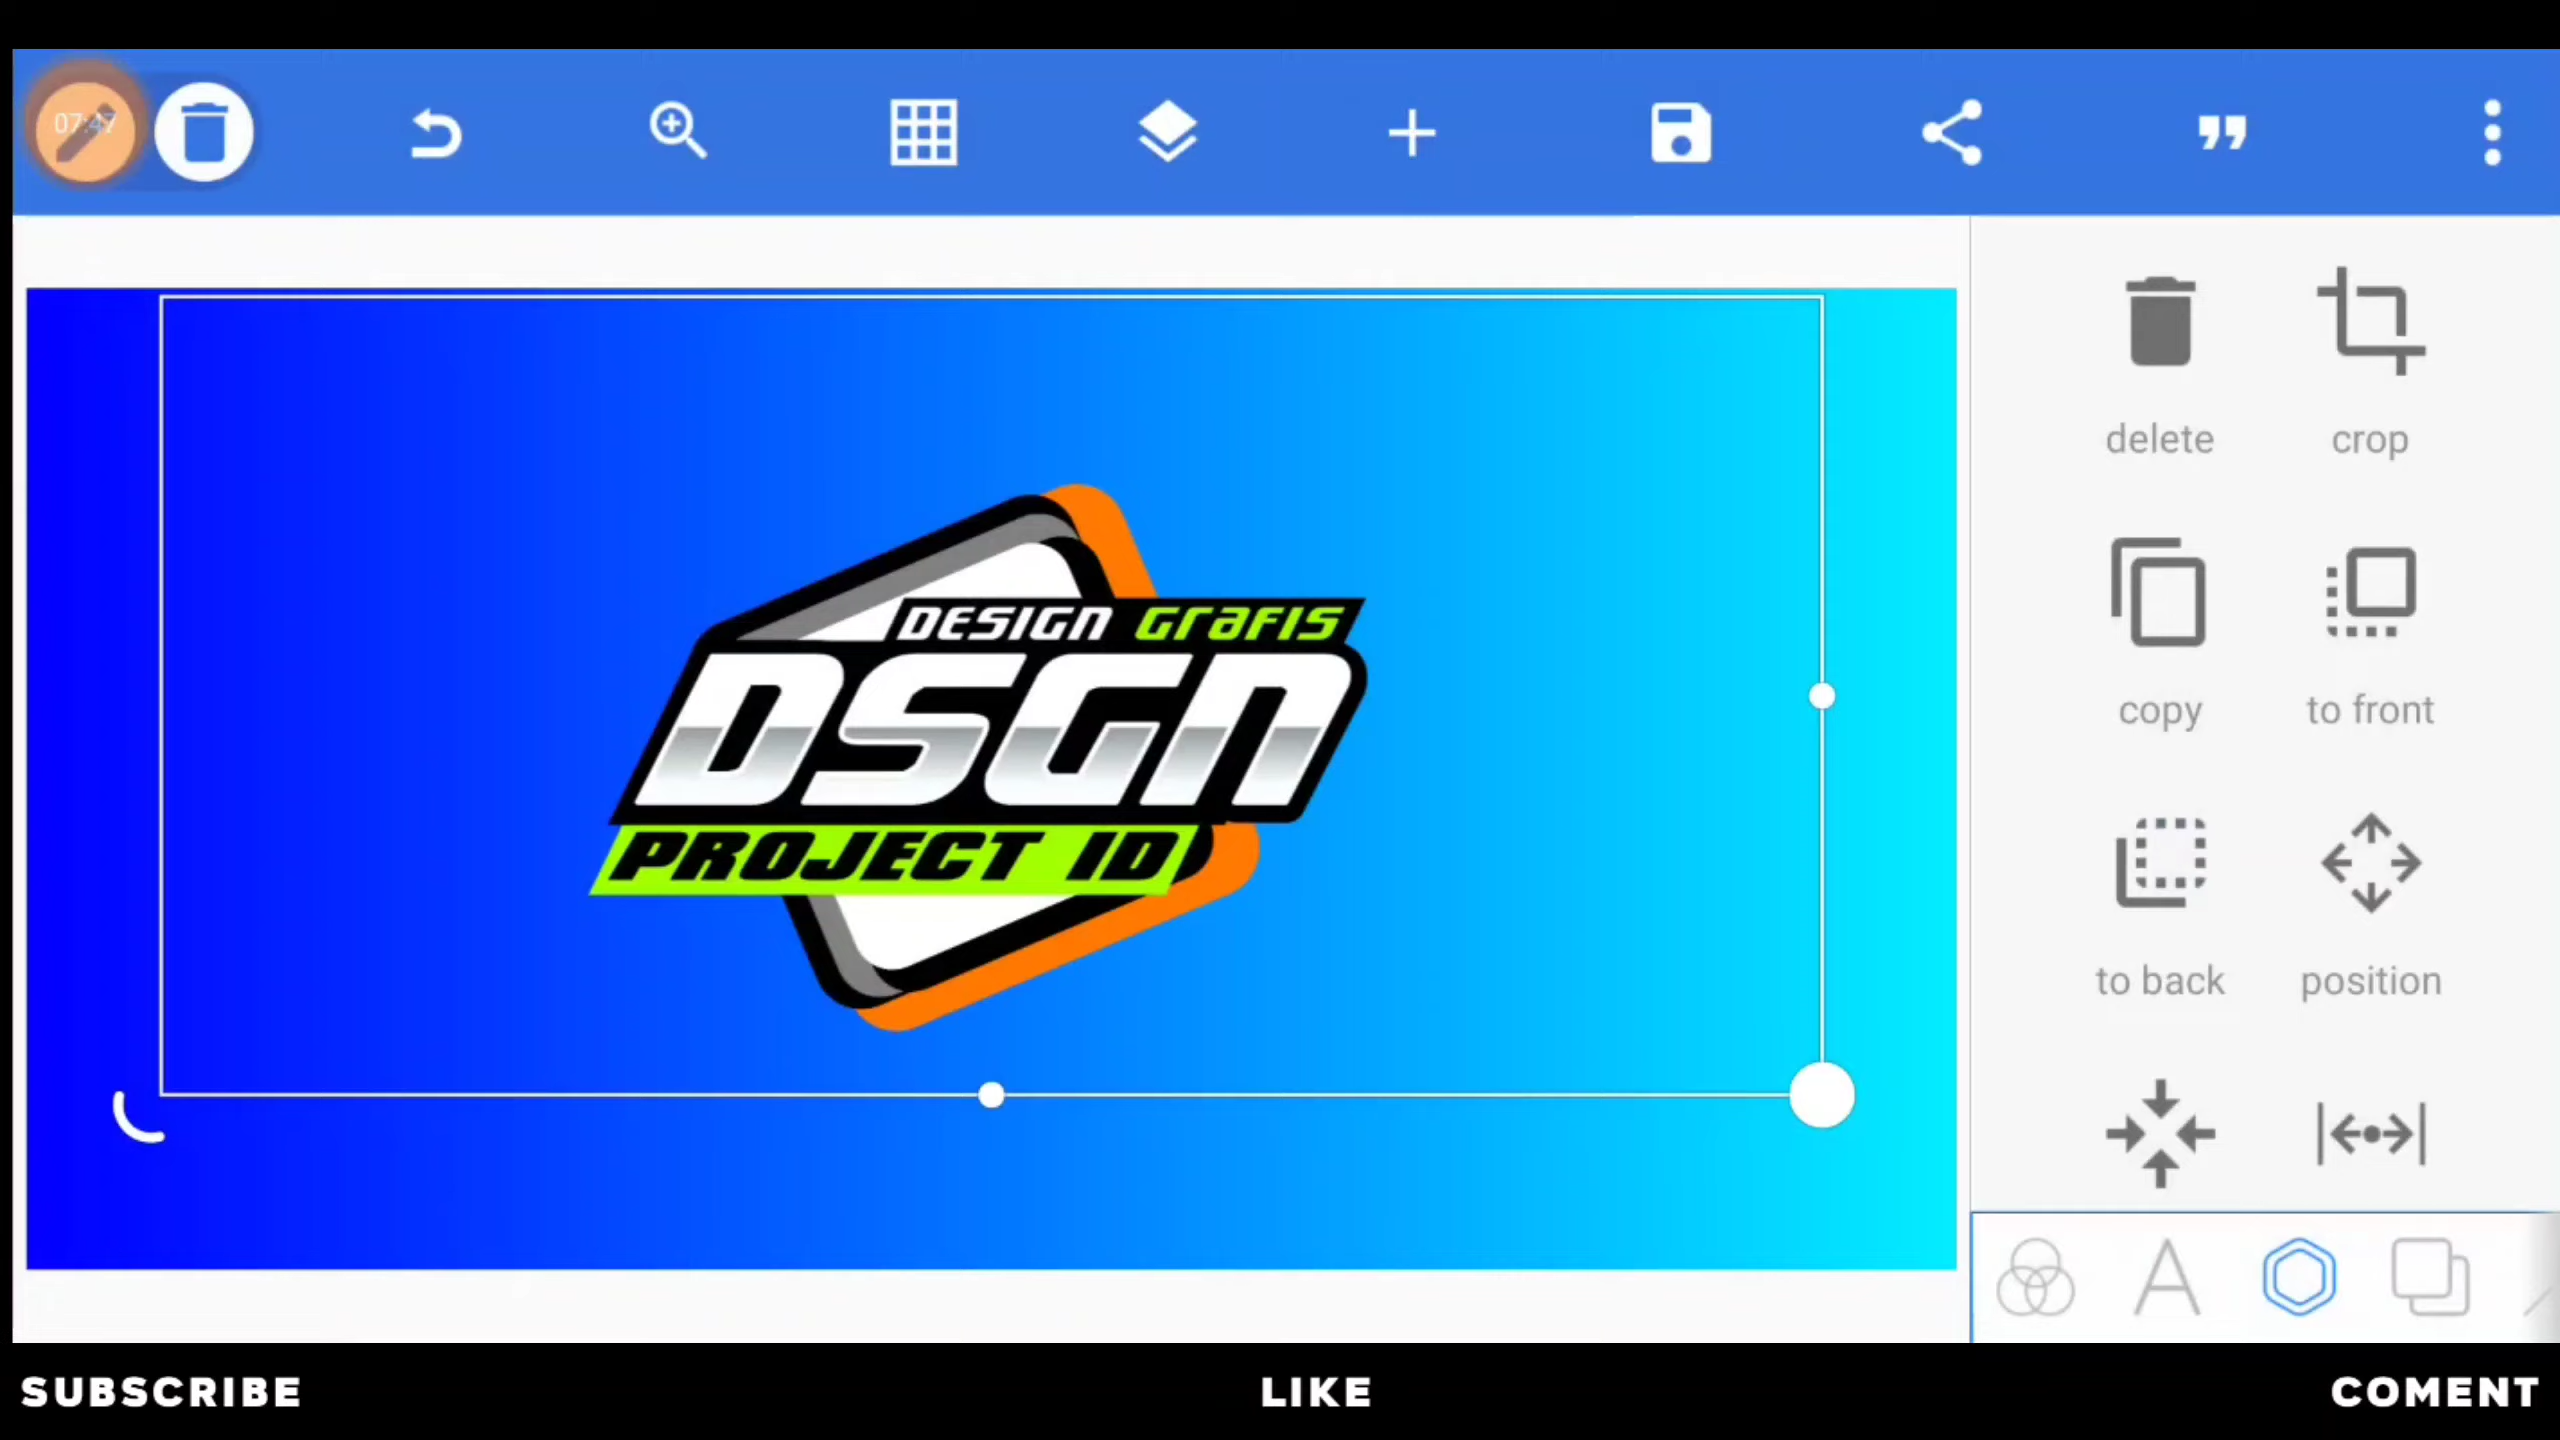 07:47
delete
crop
copy
to front
to back
position
DESIGN GraFIS
DSGN
PROJECT ID
SUBSCRIBE
LIKE
COMENT